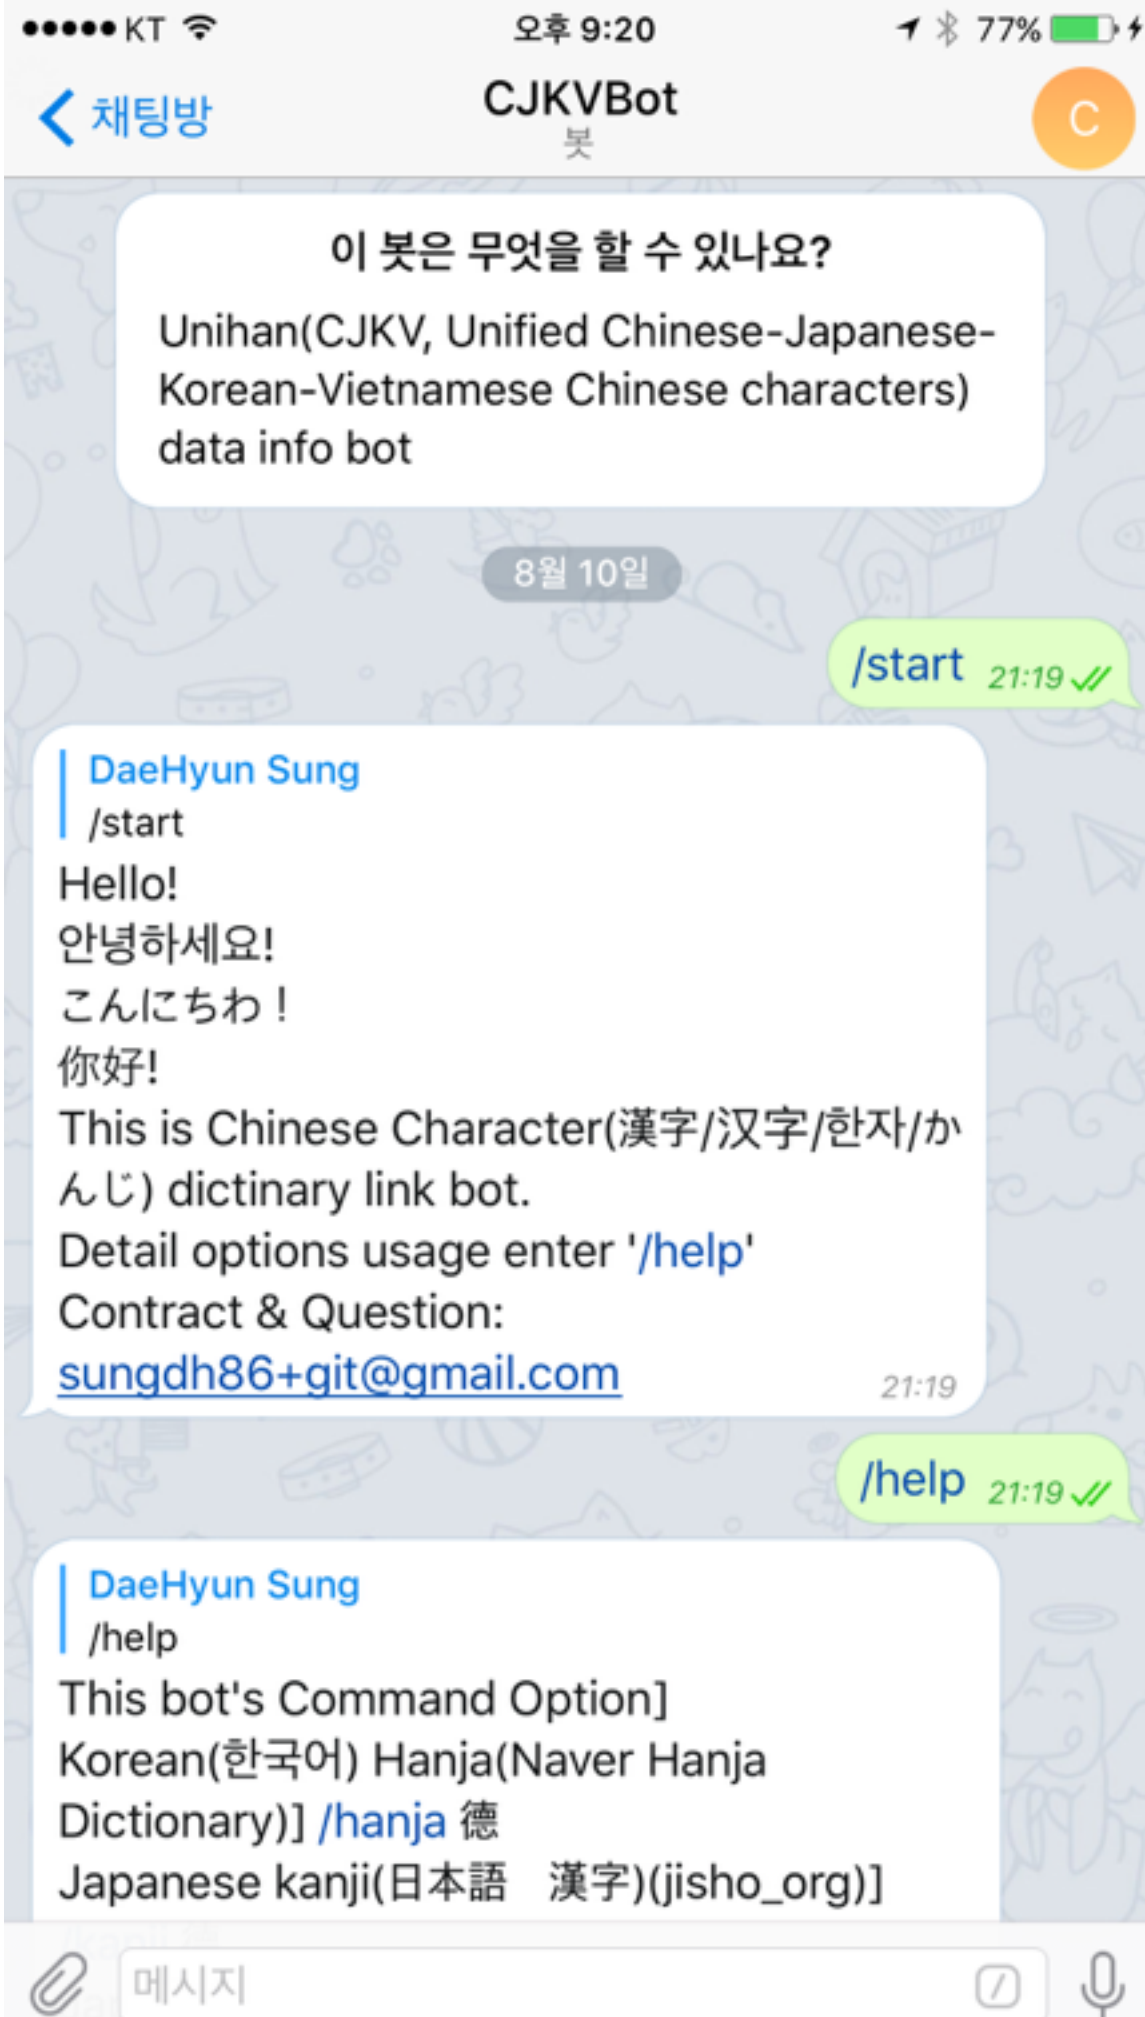 KT 오후 9:20 77%
채팅방 CJKVBot C
봇
이 봇은 무엇을 할 수 있나요?
Unihan(CJKV, Unified Chinese-Japanese-
Korean-Vietnamese Chinese characters)
data info bot
8월 10일
/start 21:19
DaeHyun Sung
/start
Hello!
안녕하세요!
こんにちわ！
你好!
This is Chinese Character(漢字/汉字/한자/か
んじ) dictinary link bot.
Detail options usage enter '/help'
Contract & Question:
sungdh86+git@gmail.com 21:19
/help 21:19
DaeHyun Sung
/help
This bot's Command Option]
Korean(한국어) Hanja(Naver Hanja
Dictionary)] /hanja 德
Japanese kanji(日本語　漢字)(jisho_org)]
/kanji 德
메시지 /